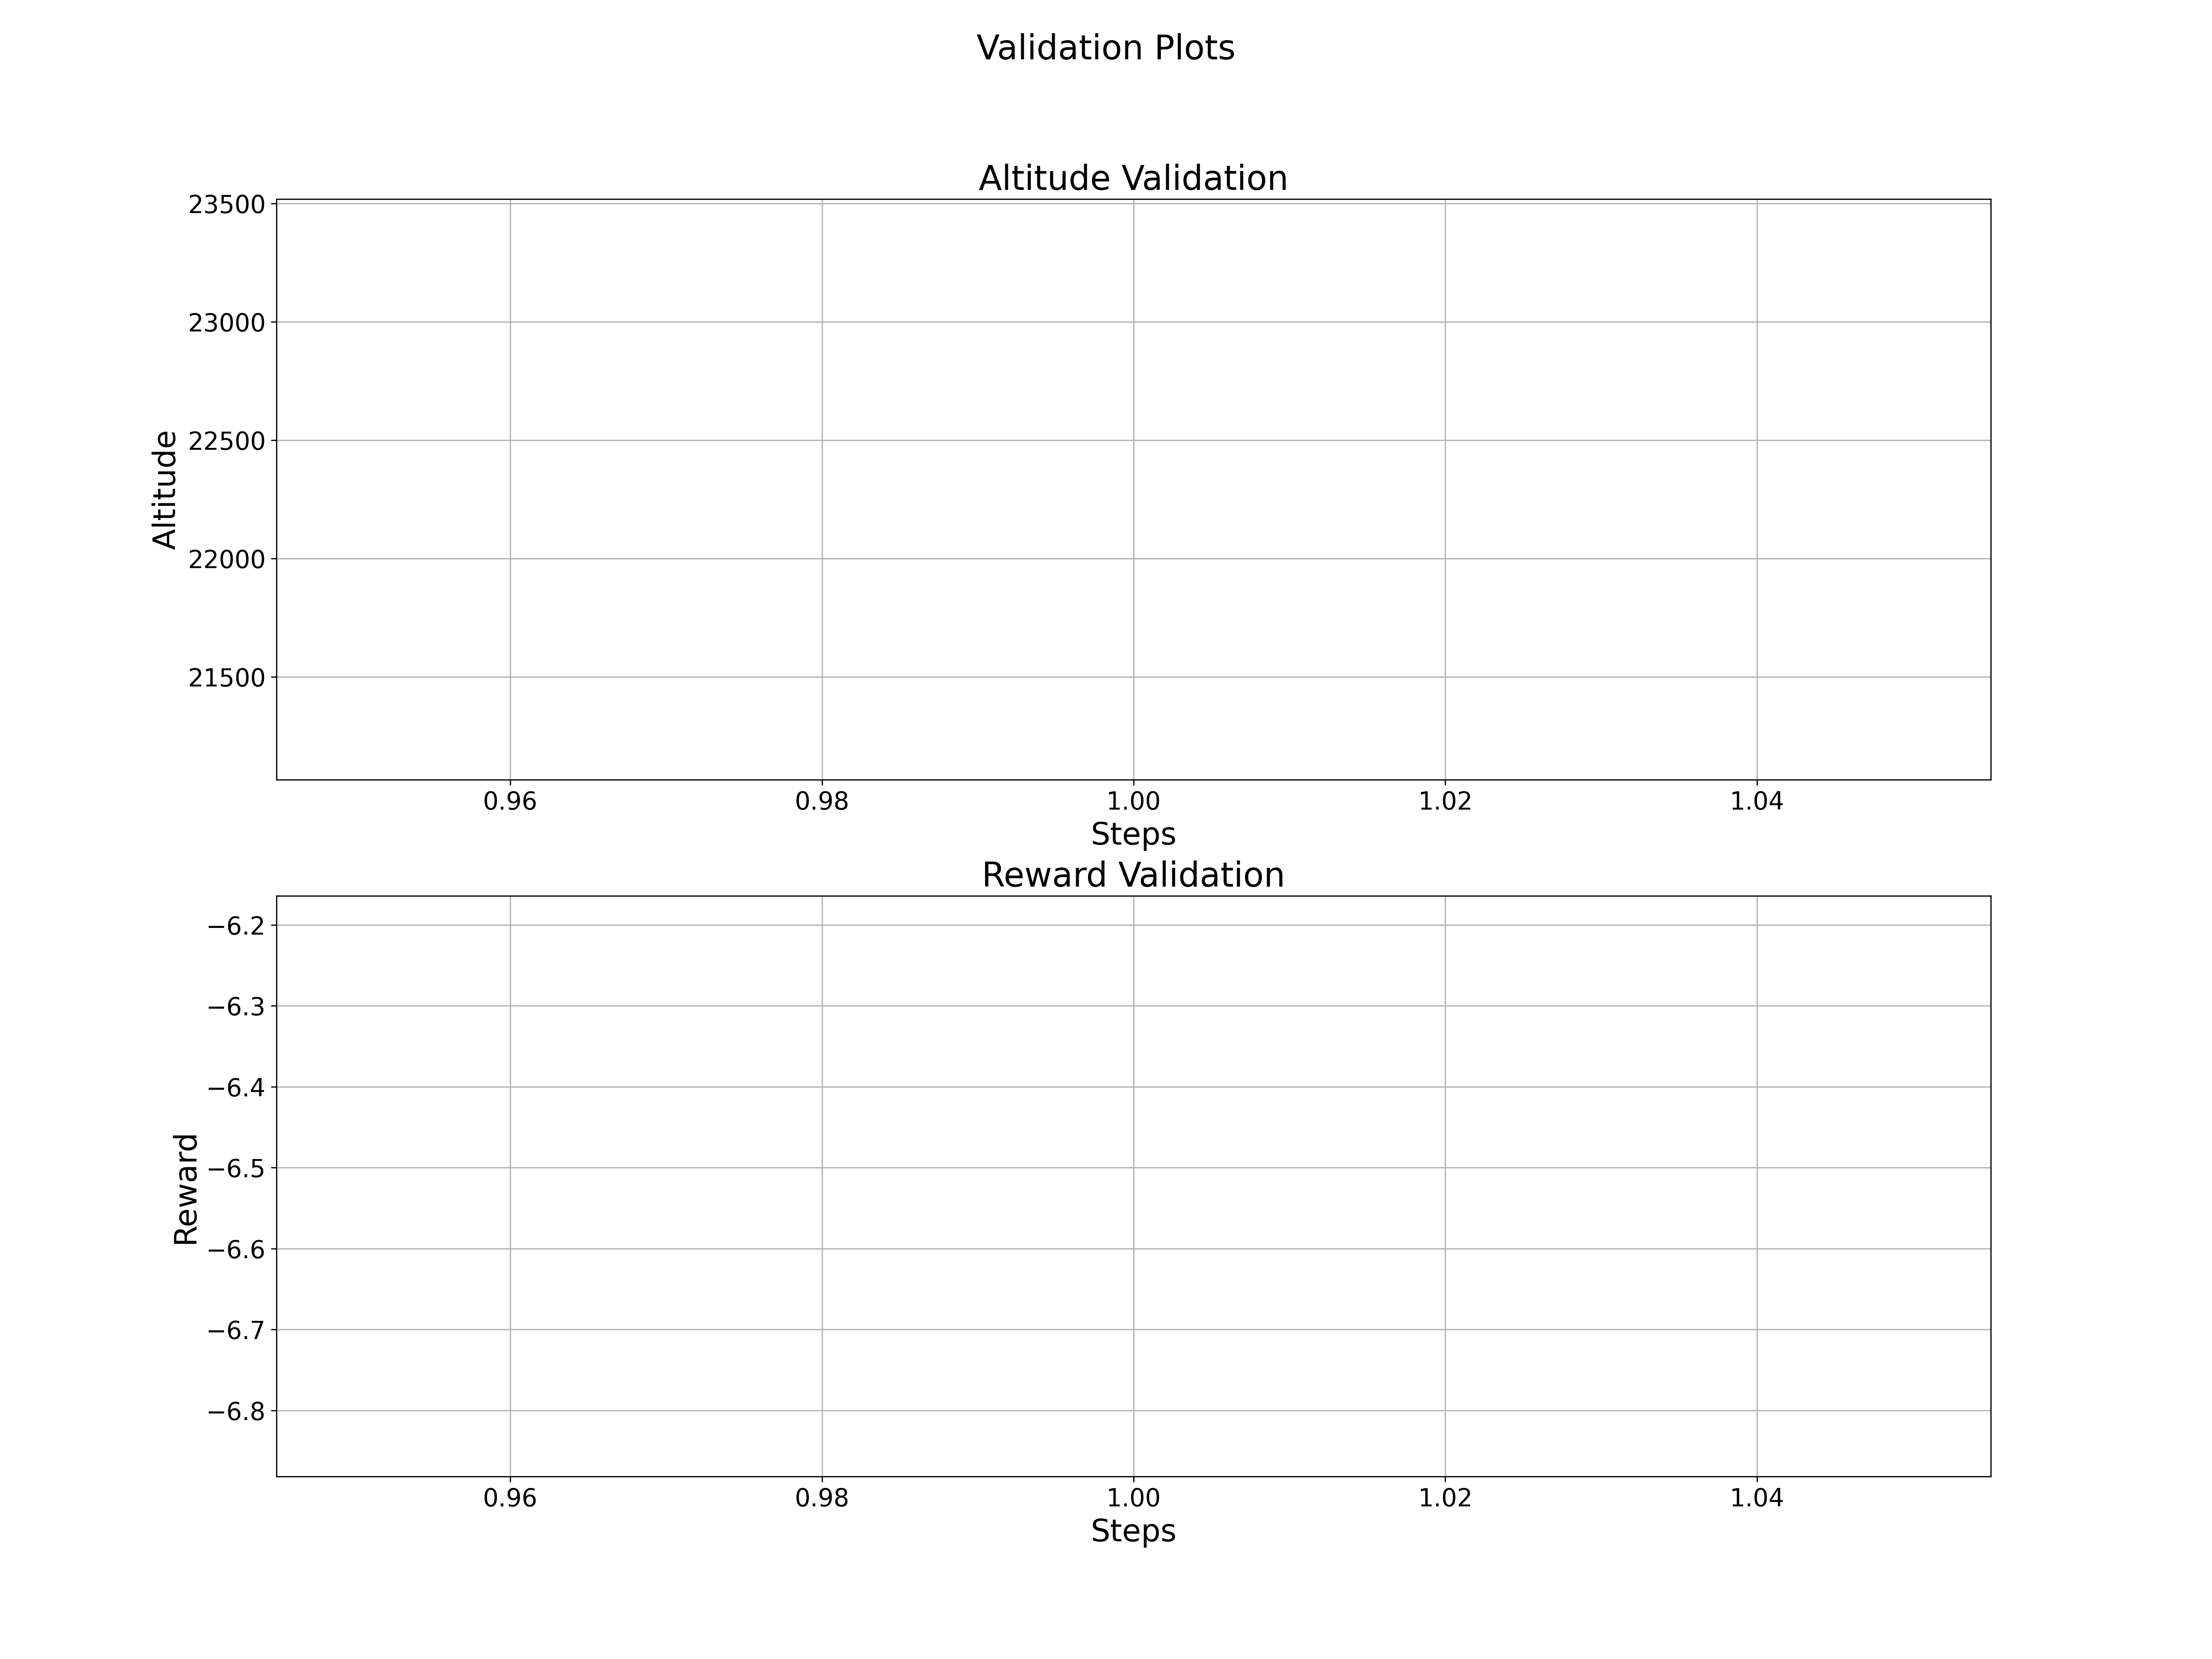 Validation Plots
Altitude Validation
23500
23000
22500
22000
21500
Altitude
0.96 0.98 1.00 1.02 1.04
Steps
Reward Validation
−6.2
−6.3
−6.4
−6.5
−6.6
−6.7
−6.8
Reward
0.96 0.98 1.00 1.02 1.04
Steps